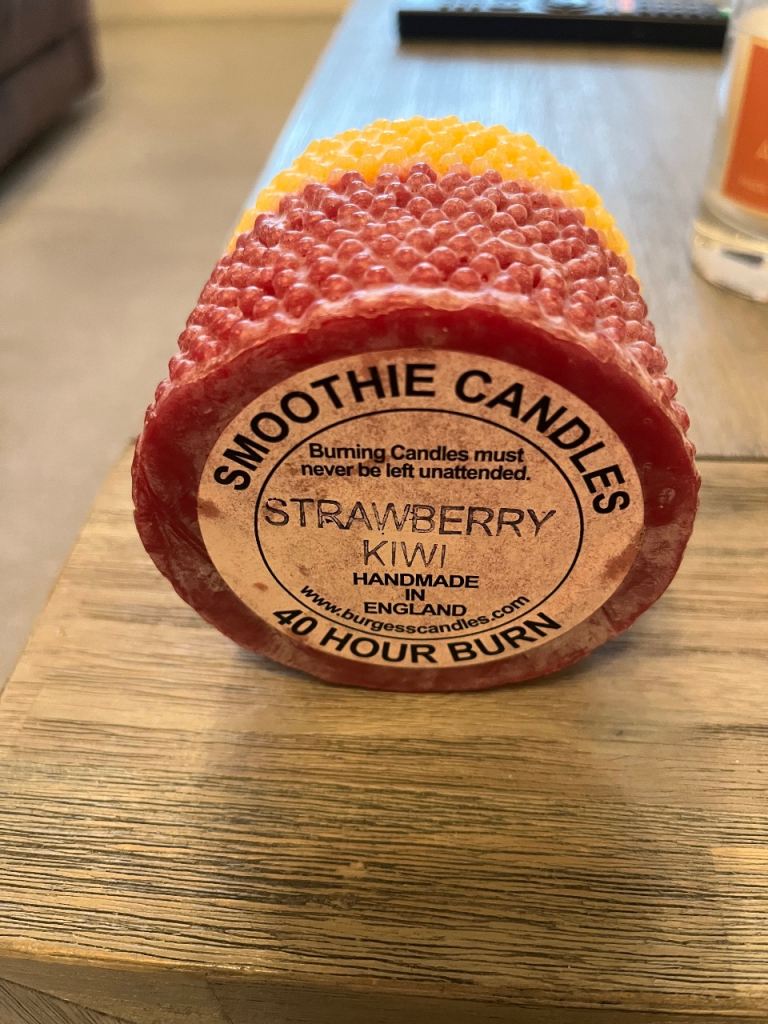 SMOOTHIE CANDLES
Burning Candles must
never be left unattended.
STRAWBERRY
KIWI
HANDMADE
IN
ENGLAND
www.burgesscandles.com
40 HOUR BURN